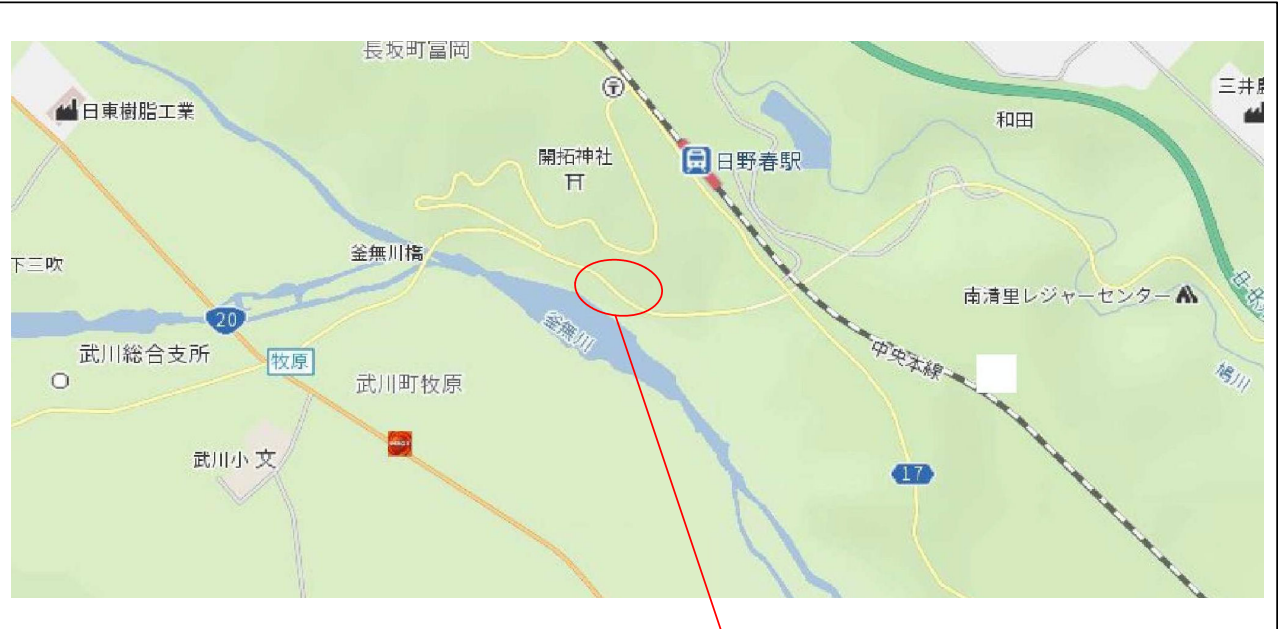 長坂町富岡
三井
日東樹脂工業
和田
開拓神社
日野春駅
釜無川橋
下三吹
南清里レジャーセンター
20
釜無川
武川総合支所
牧原
中央本線
鳩川
武川町牧原
武川小 文
17